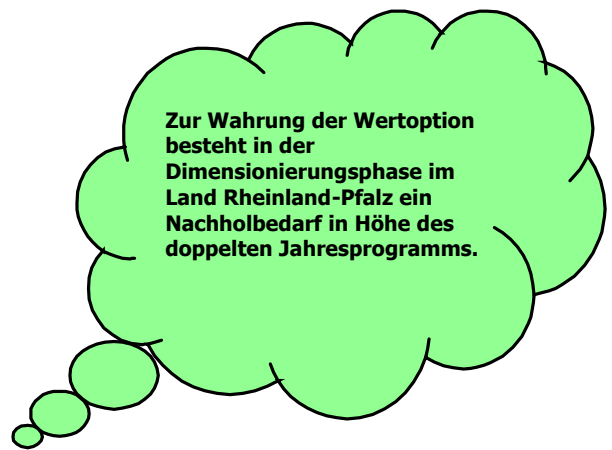 Zur Wahrung der Wertoption
besteht in der
Dimensionierungsphase im
Land Rheinland-Pfalz ein
Nachholbedarf in Höhe des
doppelten Jahresprogramms.